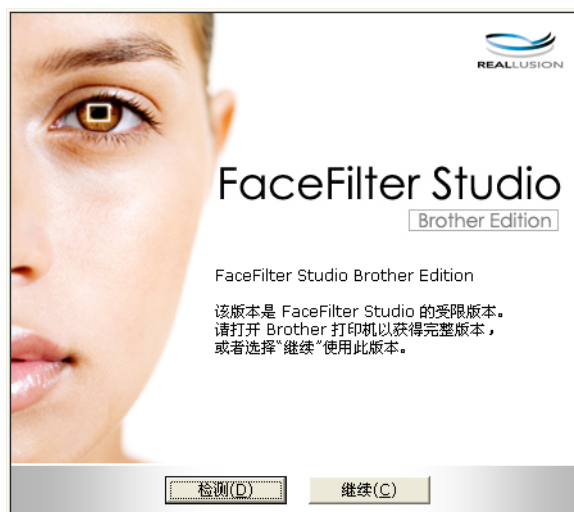 REALLUSION
FaceFilter Studio
Brother Edition
FaceFilter Studio Brother Edition
该版本是 FaceFilter Studio 的受限版本。
请打开 Brother 打印机以获得完整版本，
或者选择“继续”使用此版本。
检测(D)
继续(C)